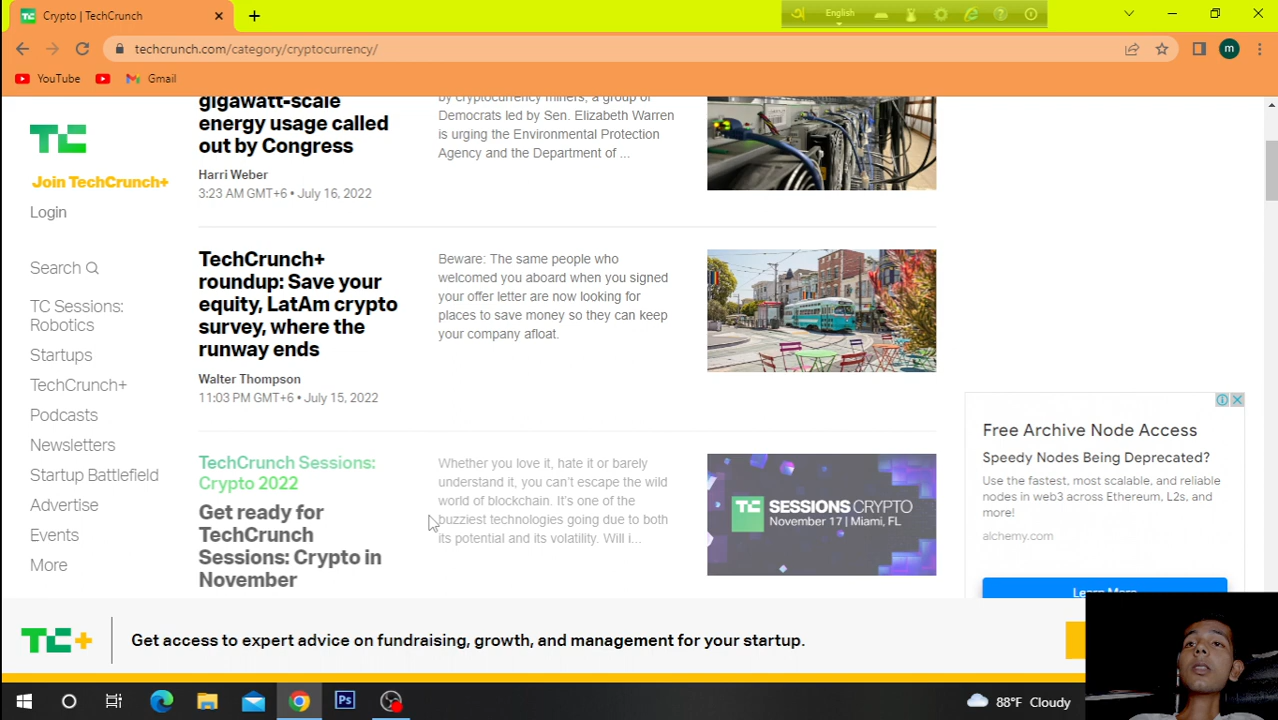 Crypto | TechCrunch
English
techcrunch.com/category/cryptocurrency/
m
YouTube
Gmail
TC
Join TechCrunch+
Login
Search
TC Sessions:
Robotics
Startups
TechCrunch+
Podcasts
Newsletters
Startup Battlefield
Advertise
Events
More
gigawatt-scale
energy usage called
out by Congress
Harri Weber
3:23 AM GMT+6 • July 16, 2022
by cryptocurrency miners, a group of
Democrats led by Sen. Elizabeth Warren
is urging the Environmental Protection
Agency and the Department of ...
TechCrunch+
roundup: Save your
equity, LatAm crypto
survey, where the
runway ends
Walter Thompson
11:03 PM GMT+6 • July 15, 2022
Beware: The same people who
welcomed you aboard when you signed
your offer letter are now looking for
places to save money so they can keep
your company afloat.
TechCrunch Sessions:
Crypto 2022
Get ready for
TechCrunch
Sessions: Crypto in
November
Whether you love it, hate it or barely
understand it, you can't escape the wild
world of blockchain. It's one of the
buzziest technologies going due to both
its potential and its volatility. Will i...
TC SESSIONS CRYPTO
November 17 | Miami, FL
Free Archive Node Access
Speedy Nodes Being Deprecated?
Use the fastest, most scalable, and reliable
nodes in web3 across Ethereum, L2s, and
more!
alchemy.com
Learn More
TC+
Get access to expert advice on fundraising, growth, and management for your startup.
Ps
88°F Cloudy